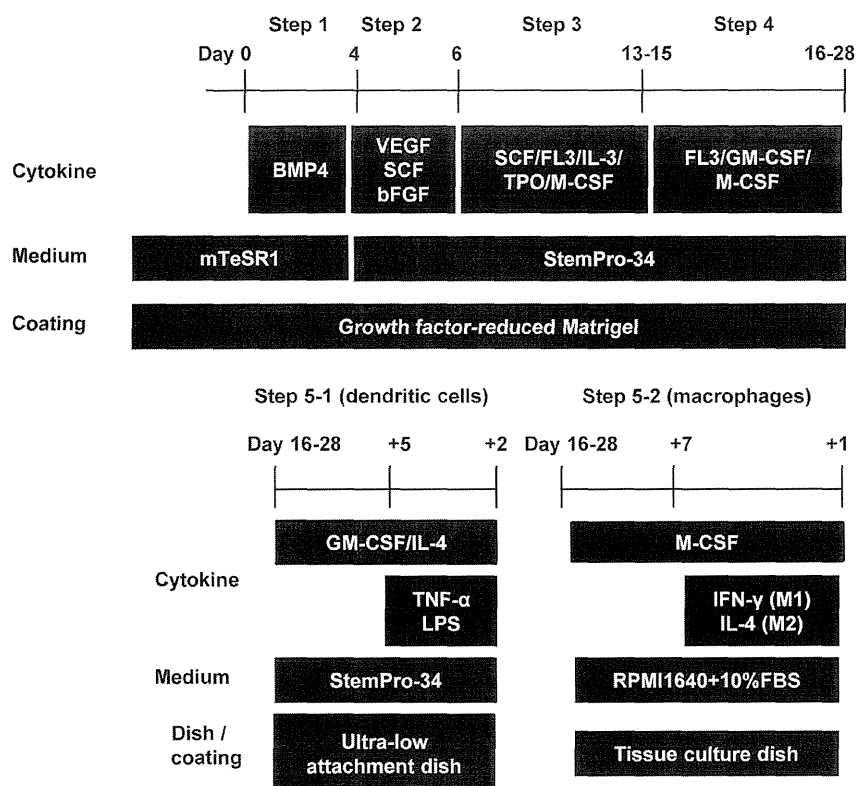 Step 1 Step 2 Step 3 Step 4
Day 0 4 6 13-15 16-28
Cytokine
BMP4
VEGF
SCF
bFGF
SCF/FL3/IL-3/
TPO/M-CSF
FL3/GM-CSF/
M-CSF
Medium mTeSR1 StemPro-34
Coating Growth factor-reduced Matrigel
Step 5-1 (dendritic cells)
Day 16-28 +5 +2
Cytokine
GM-CSF/IL-4
TNF-α
LPS
Medium StemPro-34
Dish /
coating
Ultra-low
attachment dish
Step 5-2 (macrophages)
Day 16-28 +7 +1
M-CSF
IFN-γ (M1)
IL-4 (M2)
RPMI1640+10%FBS
Tissue culture dish